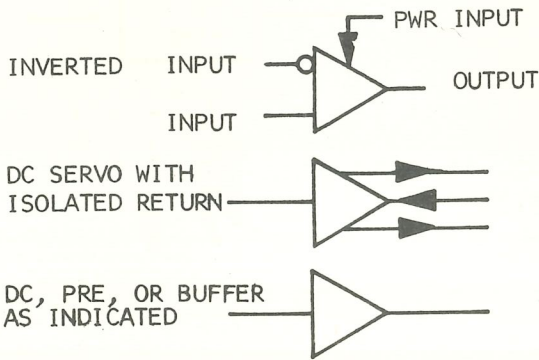 PWR INPUT
INVERTED INPUT
OUTPUT
INPUT
DC SERVO WITH
ISOLATED RETURN
DC, PRE, OR BUFFER
AS INDICATED